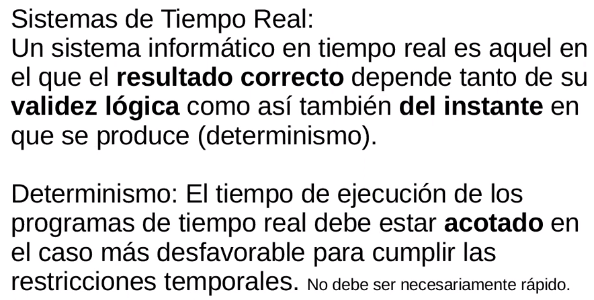 Sistemas de Tiempo Real:
Un sistema informático en tiempo real es aquel en
el que el resultado correcto depende tanto de su
validez lógica como así también del instante en
que se produce (determinismo).
Determinismo: El tiempo de ejecución de los
programas de tiempo real debe estar acotado en
el caso más desfavorable para cumplir las
restricciones temporales. No debe ser necesariamente rápido.